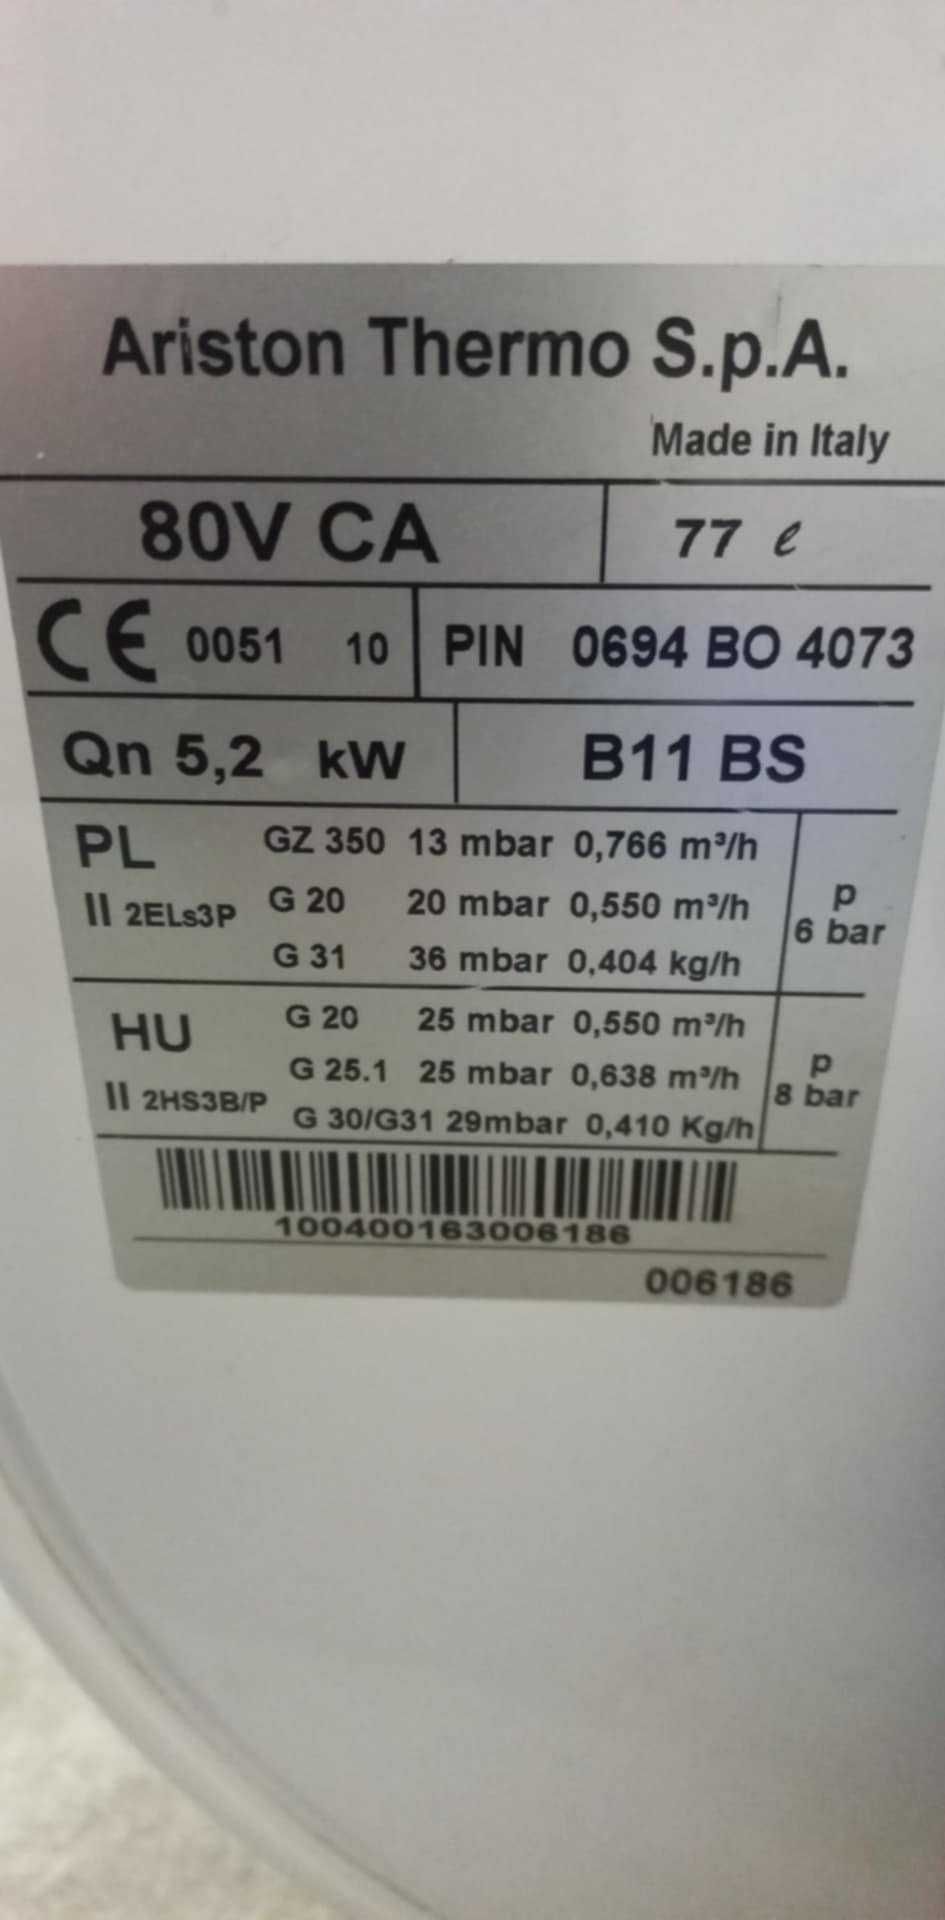 Ariston Thermo S.p.A.
Made in Italy
80V CA 77 ℓ
CE 0051 10 PIN 0694 BO 4073
Qn 5,2 kW B11 BS
PL GZ 350 13 mbar 0,766 m³/h
II 2ELs3P G 20 20 mbar 0,550 m³/h p 6 bar
G 31 36 mbar 0,404 kg/h
HU G 20 25 mbar 0,550 m³/h
G 25.1 25 mbar 0,638 m³/h p 8 bar
II 2HS3B/P G 30/G31 29mbar 0,410 Kg/h
100400163006186
006186